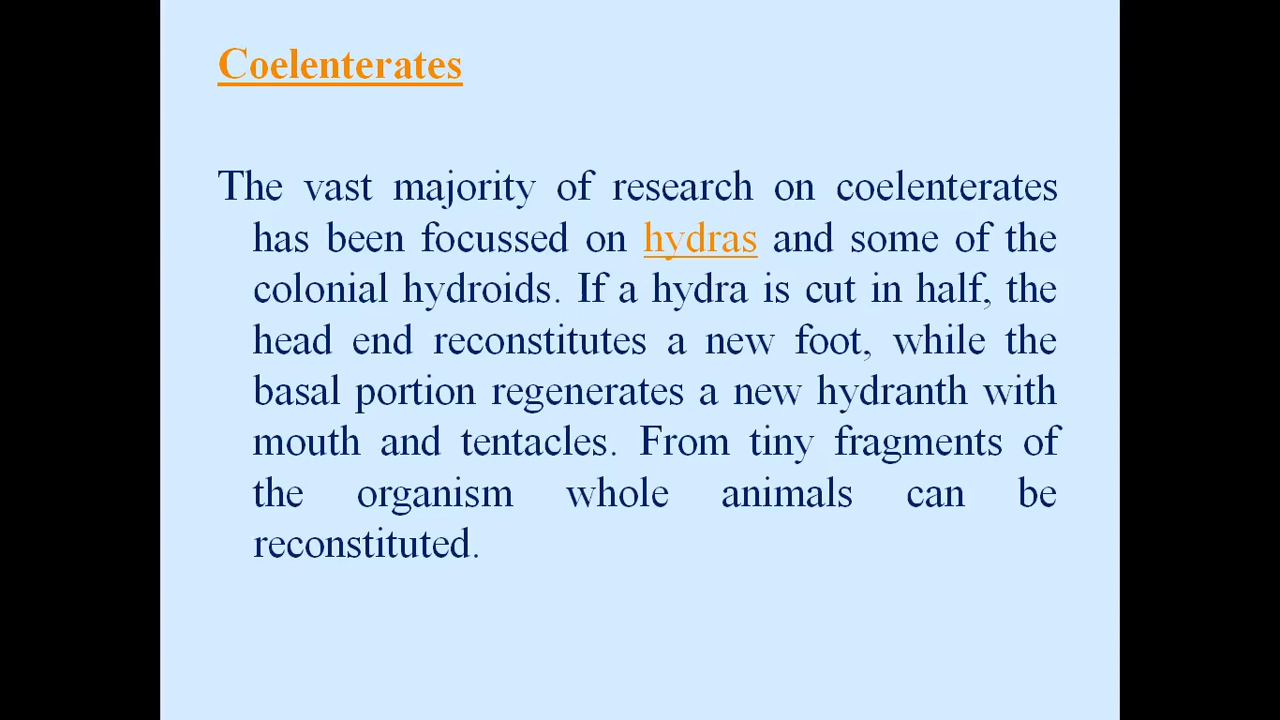 Coelenterates
The vast majority of research on coelenterates
has been focussed on hydras and some of the
colonial hydroids. If a hydra is cut in half, the
head end reconstitutes a new foot, while the
basal portion regenerates a new hydranth with
mouth and tentacles. From tiny fragments of
the organism whole animals can be
reconstituted.